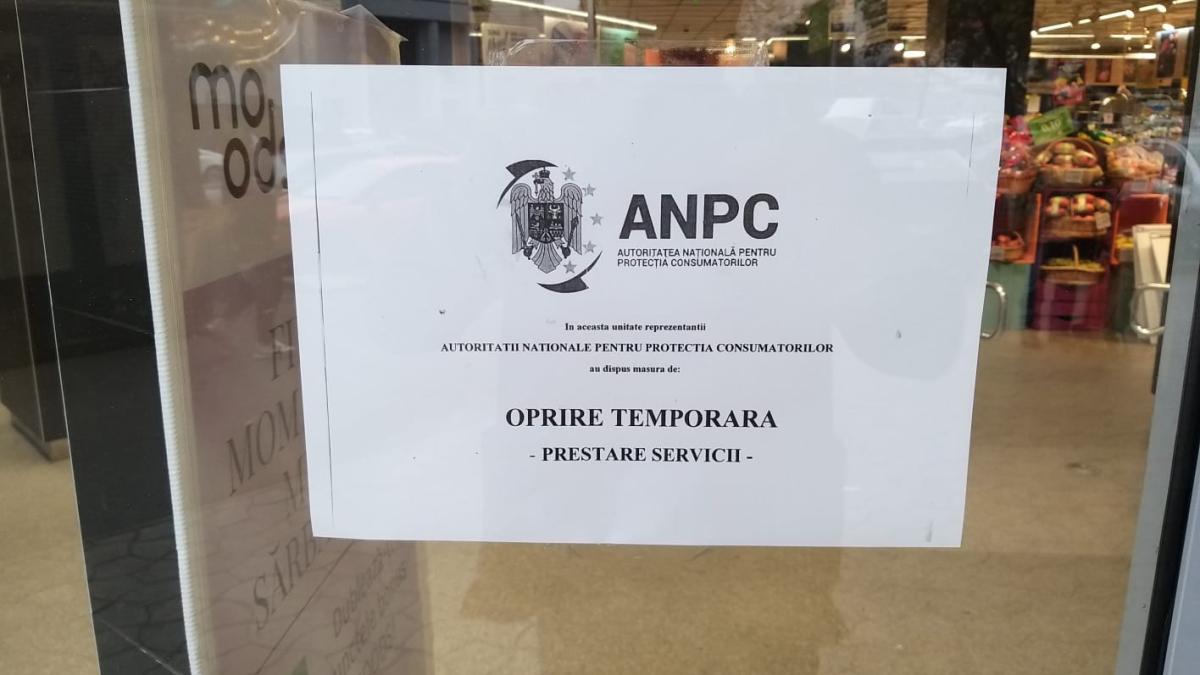 mo
ANPC
AUTORITATEA NAȚIONALĂ PENTRU
PROTECȚIA CONSUMATORILOR
In aceasta unitate reprezentantii
AUTORITATII NATIONALE PENTRU PROTECTIA CONSUMATORILOR
au dispus masura de:
OPRIRE TEMPORARA
- PRESTARE SERVICII -